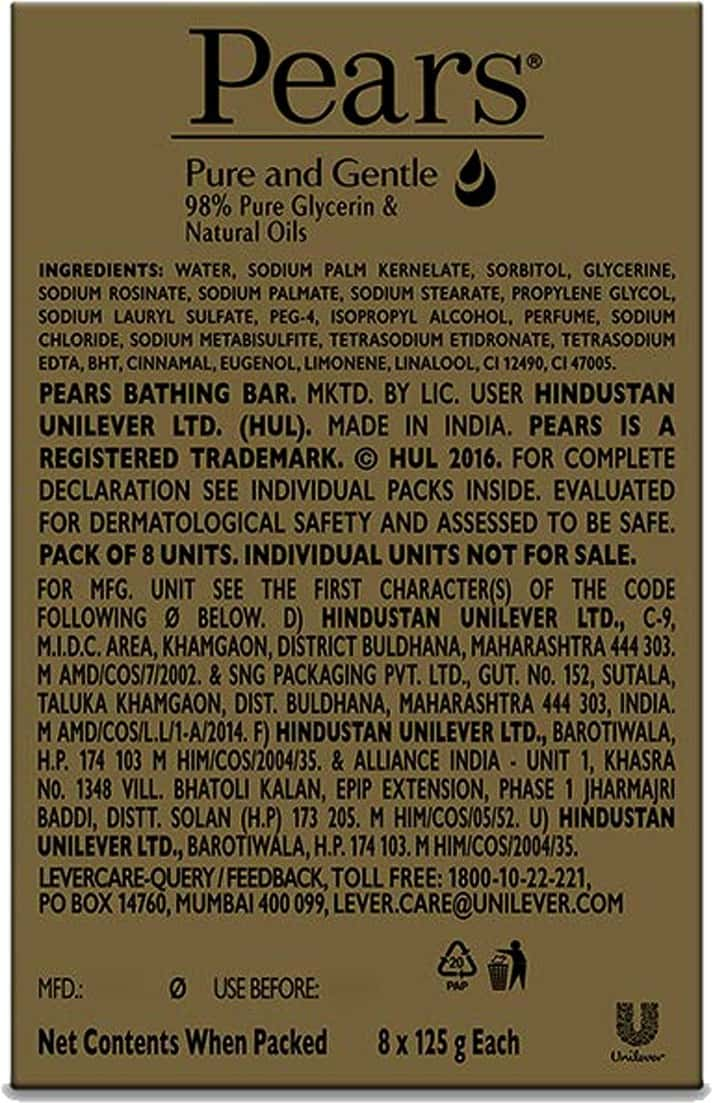 Pears®
Pure and Gentle
98% Pure Glycerin &
Natural Oils
INGREDIENTS: WATER, SODIUM PALM KERNELATE, SORBITOL, GLYCERINE,
SODIUM ROSINATE, SODIUM PALMATE, SODIUM STEARATE, PROPYLENE GLYCOL,
SODIUM LAURYL SULFATE, PEG-4, ISOPROPYL ALCOHOL, PERFUME, SODIUM
CHLORIDE, SODIUM METABISULFITE, TETRASODIUM ETIDRONATE, TETRASODIUM
EDTA, BHT, CINNAMAL, EUGENOL, LIMONENE, LINALOOL, CI 12490, CI 47005.
PEARS BATHING BAR. MKTD. BY LIC. USER HINDUSTAN
UNILEVER LTD. (HUL). MADE IN INDIA. PEARS IS A
REGISTERED TRADEMARK. © HUL 2016. FOR COMPLETE
DECLARATION SEE INDIVIDUAL PACKS INSIDE. EVALUATED
FOR DERMATOLOGICAL SAFETY AND ASSESSED TO BE SAFE.
PACK OF 8 UNITS. INDIVIDUAL UNITS NOT FOR SALE.
FOR MFG. UNIT SEE THE FIRST CHARACTER(S) OF THE CODE
FOLLOWING Ø BELOW. D) HINDUSTAN UNILEVER LTD., C-9,
M.I.D.C. AREA, KHAMGAON, DISTRICT BULDHANA, MAHARASHTRA 444 303.
M AMD/COS/7/2002. & SNG PACKAGING PVT. LTD., GUT. No. 152, SUTALA,
TALUKA KHAMGAON, DIST. BULDHANA, MAHARASHTRA 444 303, INDIA.
M AMD/COS/L.L/1-A/2014. F) HINDUSTAN UNILEVER LTD., BAROTIWALA,
H.P. 174 103 M HIM/COS/2004/35. & ALLIANCE INDIA - UNIT 1, KHASRA
No. 1348 VILL. BHATOLI KALAN, EPIP EXTENSION, PHASE 1 JHARMAJRI
BADDI, DISTT. SOLAN (H.P) 173 205. M HIM/COS/05/52. U) HINDUSTAN
UNILEVER LTD., BAROTIWALA, H.P. 174 103. M HIM/COS/2004/35.
LEVERCARE-QUERY / FEEDBACK, TOLL FREE: 1800-10-22-221,
PO BOX 14760, MUMBAI 400 099, LEVER.CARE@UNILEVER.COM
20
PAP
MFD.: Ø USE BEFORE:
Net Contents When Packed 8 x 125 g Each
Unilever